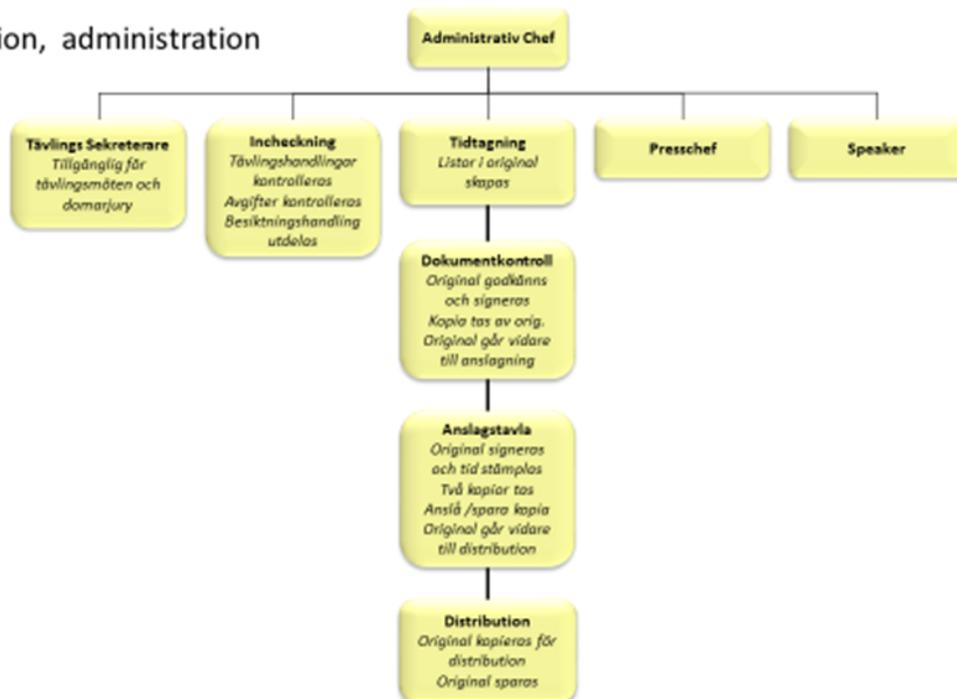 ion, administration
Administrativ Chef
Tävlings Sekreterare
Tillgänglig för
tävlingsmöten och
domarjury
Incheckning
Tävlingshandlingar
kontrolleras
Avgifter kontrolleras
Besiktningshandling
utdelas
Tidtagning
Listor i original
skapas
Presschef
Speaker
Dokumentkontroll
Original godkänns
och signeras
Kopia tas av orig.
Original går vidare
till anslagning
Anslagstavla
Original signeras
och tid stämplas
Två kopior tas
Anslå /spara kopia
Original går vidare
till distribution
Distribution
Original kopieras för
distribution
Original sparas